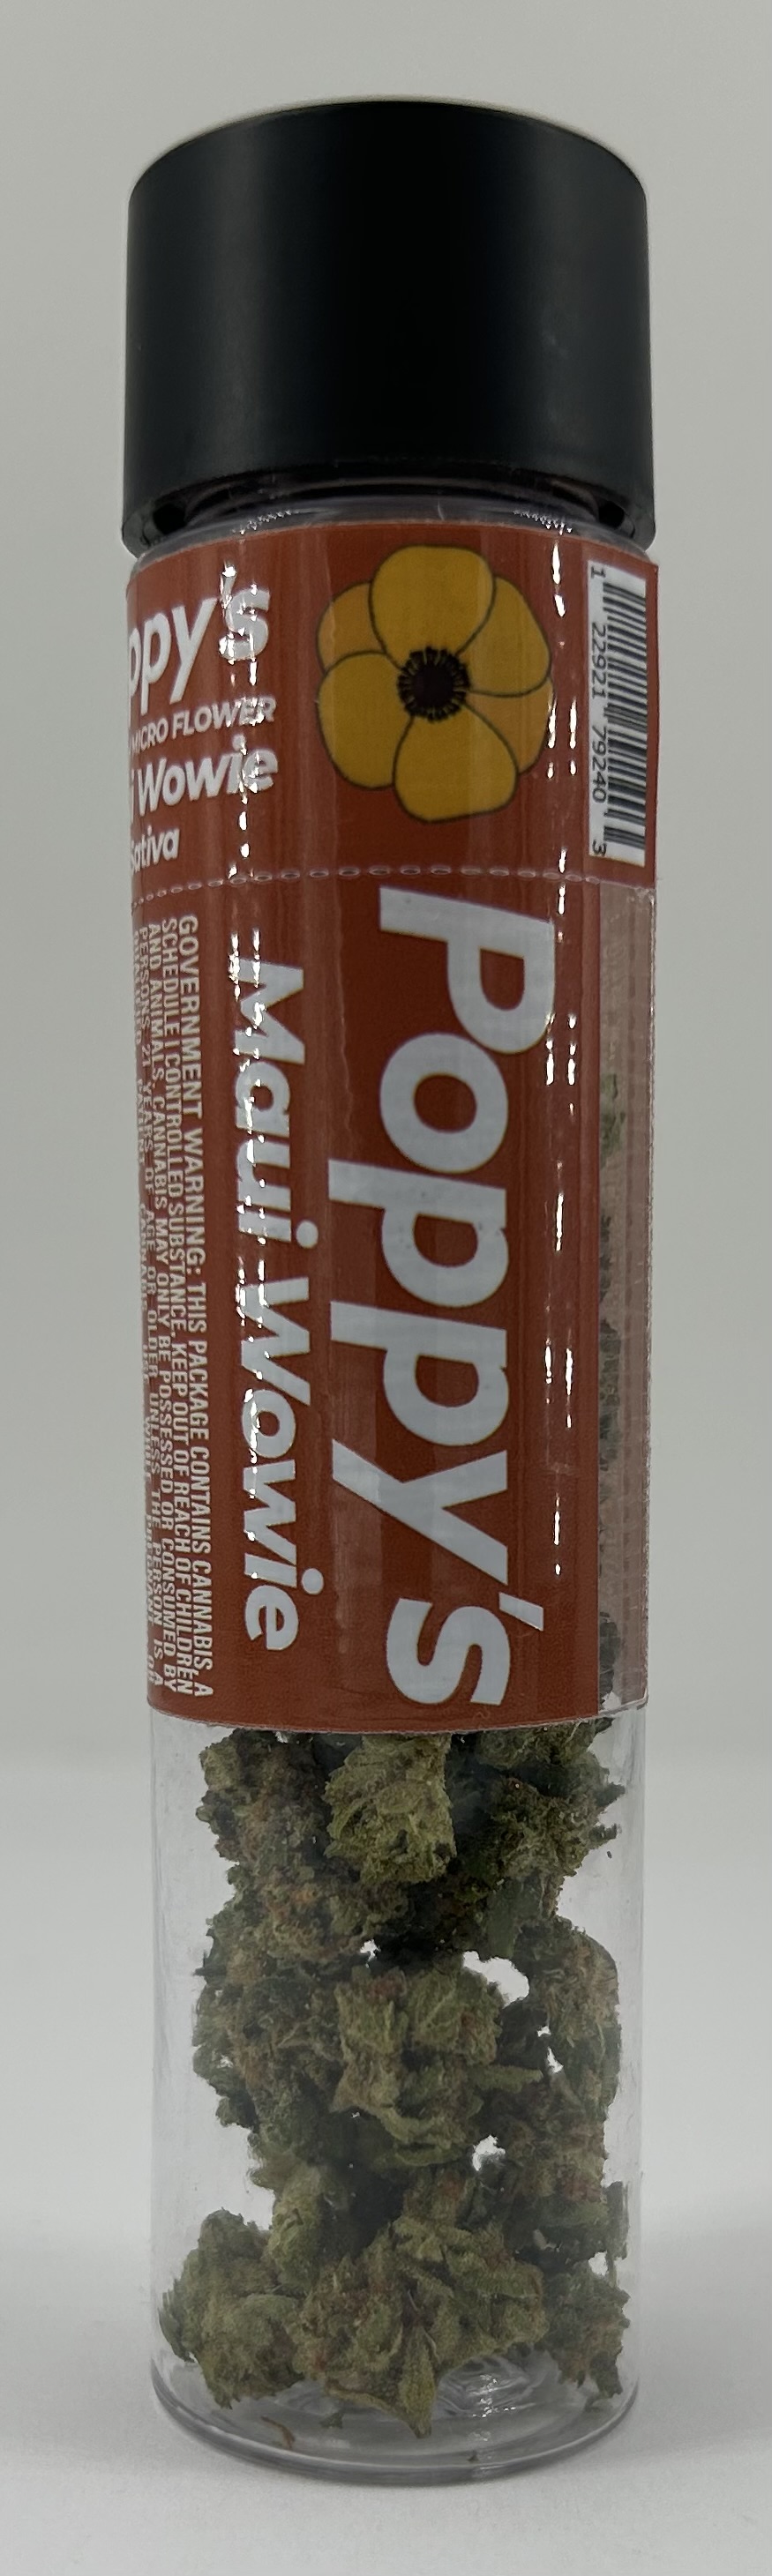 ppy's
MICRO FLOWER
i Wowie
Sativa
1 22921 79240 3
Poppy's
Maui Wowie
GOVERNMENT WARNING: THIS PACKAGE CONTAINS CANNABIS, A
SCHEDULE I CONTROLLED SUBSTANCE. KEEP OUT OF REACH OF CHILDREN
AND ANIMALS. CANNABIS MAY ONLY BE POSSESSED OR CONSUMED BY
PERSONS 21 YEARS OF AGE OR OLDER UNLESS THE PERSON IS A